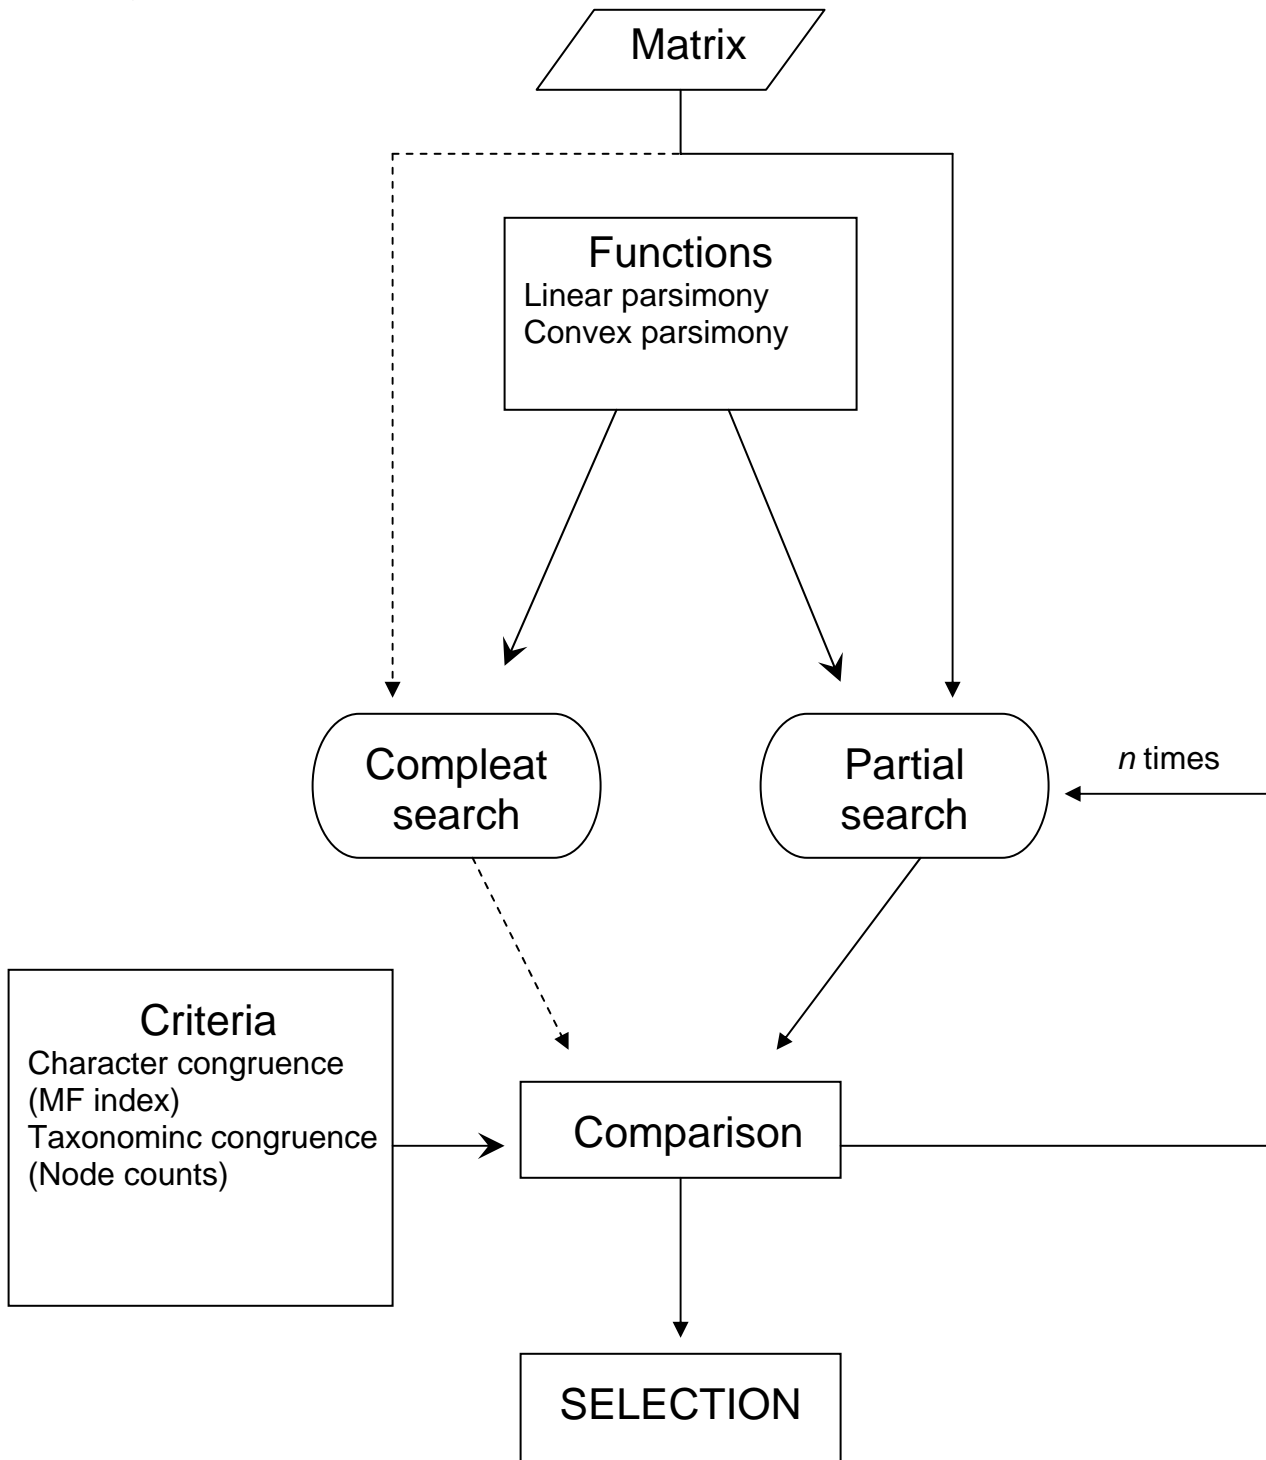 Matrix
Functions
Linear parsimony
Convex parsimony
Compleat
search
Partial
search
n times
Criteria
Character congruence
(MF index)
Taxonominc congruence
(Node counts)
Comparison
SELECTION